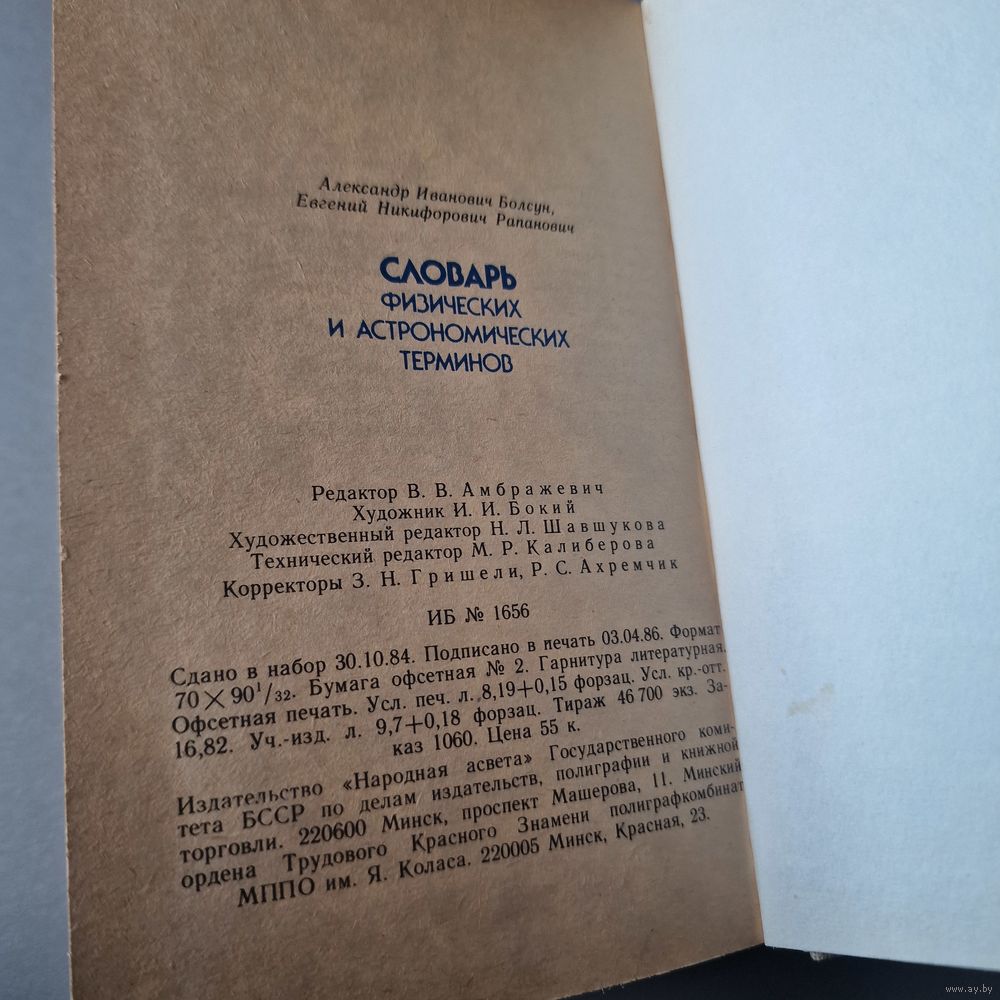 Александр Иванович Болсун,
Евгений Никифорович Рапанович
СЛОВАРЬ
ФИЗИЧЕСКИХ
И АСТРОНОМИЧЕСКИХ
ТЕРМИНОВ
Редактор В. В. Амбражевич
Художник И. И. Бокий
Художественный редактор Н. Л. Шавшукова
Технический редактор М. Р. Калиберова
Корректоры З. Н. Гришели, Р. С. Ахремчик
ИБ № 1656
Сдано в набор 30.10.84. Подписано в печать 03.04.86. Формат
70 × 90¹/₃₂. Бумага офсетная № 2. Гарнитура литературная.
Офсетная печать. Усл. печ. л. 8,19+0,15 форзац. Усл. кр.-отт.
16,82. Уч.-изд. л. 9,7+0,18 форзац. Тираж 46 700 экз. За-
каз 1060. Цена 55 к.
Издательство «Народная асвета» Государственного коми-
тета БССР по делам издательств, полиграфии и книжной
торговли. 220600 Минск, проспект Машерова, 11. Минский
ордена Трудового Красного Знамени полиграфкомбинат
МППО им. Я. Коласа. 220005 Минск, Красная, 23.
www.ay.by